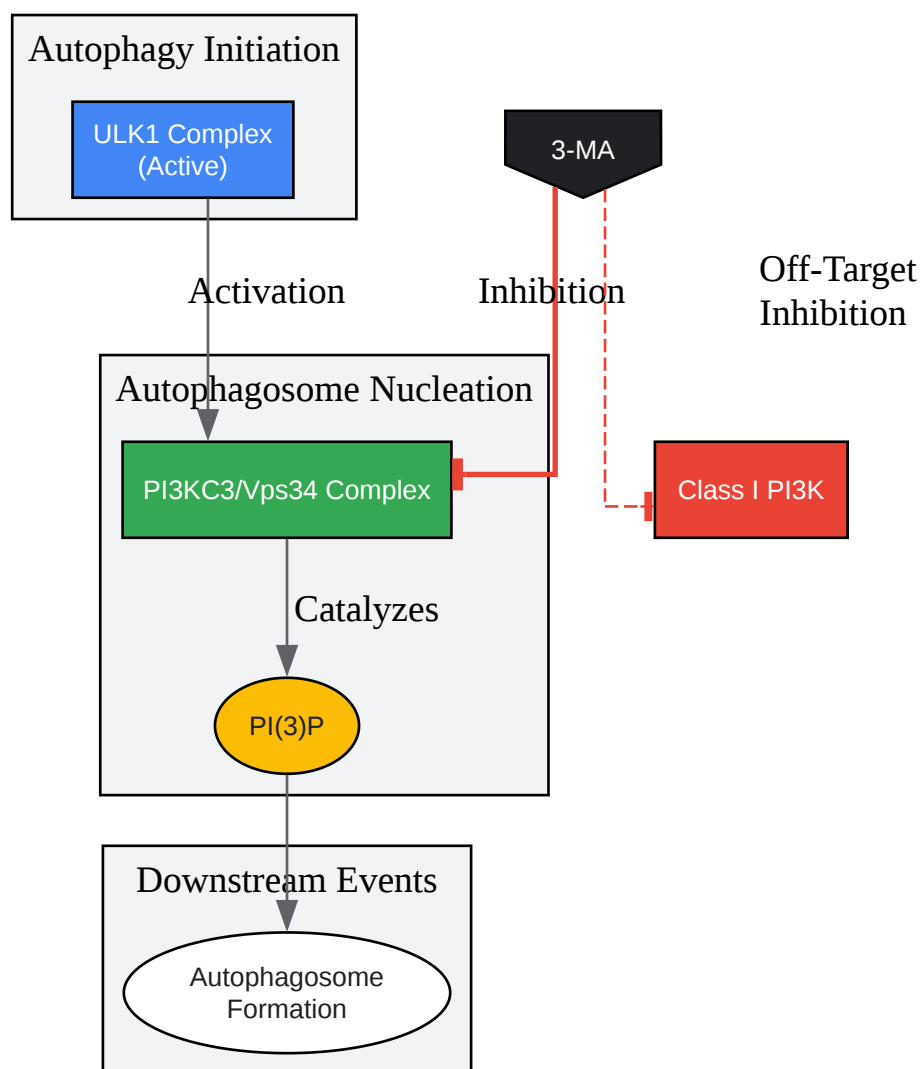 Autophagy Initiation
ULK1 Complex
(Active)
3-MA
Activation
Inhibition
Off-Target
Inhibition
Autophagosome Nucleation
PI3KC3/Vps34 Complex
Class I PI3K
Catalyzes
PI(3)P
Downstream Events
Autophagosome
Formation